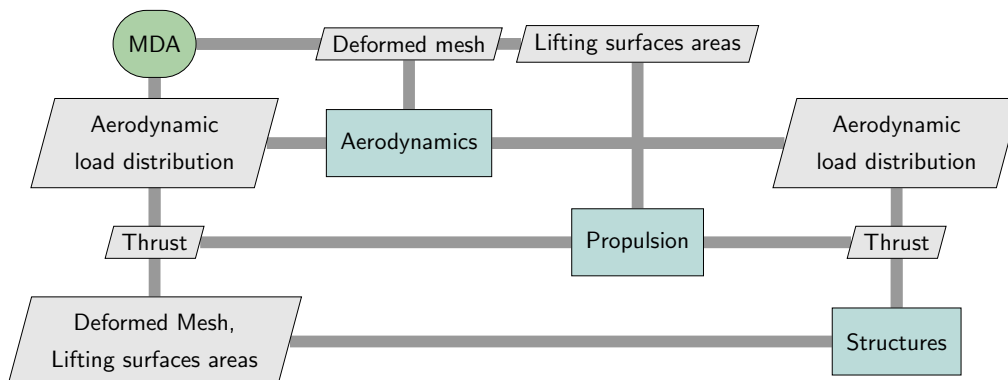 MDA
Deformed mesh
Lifting surfaces areas
Aerodynamic
load distribution
Aerodynamics
Aerodynamic
load distribution
Thrust
Propulsion
Thrust
Deformed Mesh,
Lifting surfaces areas
Structures